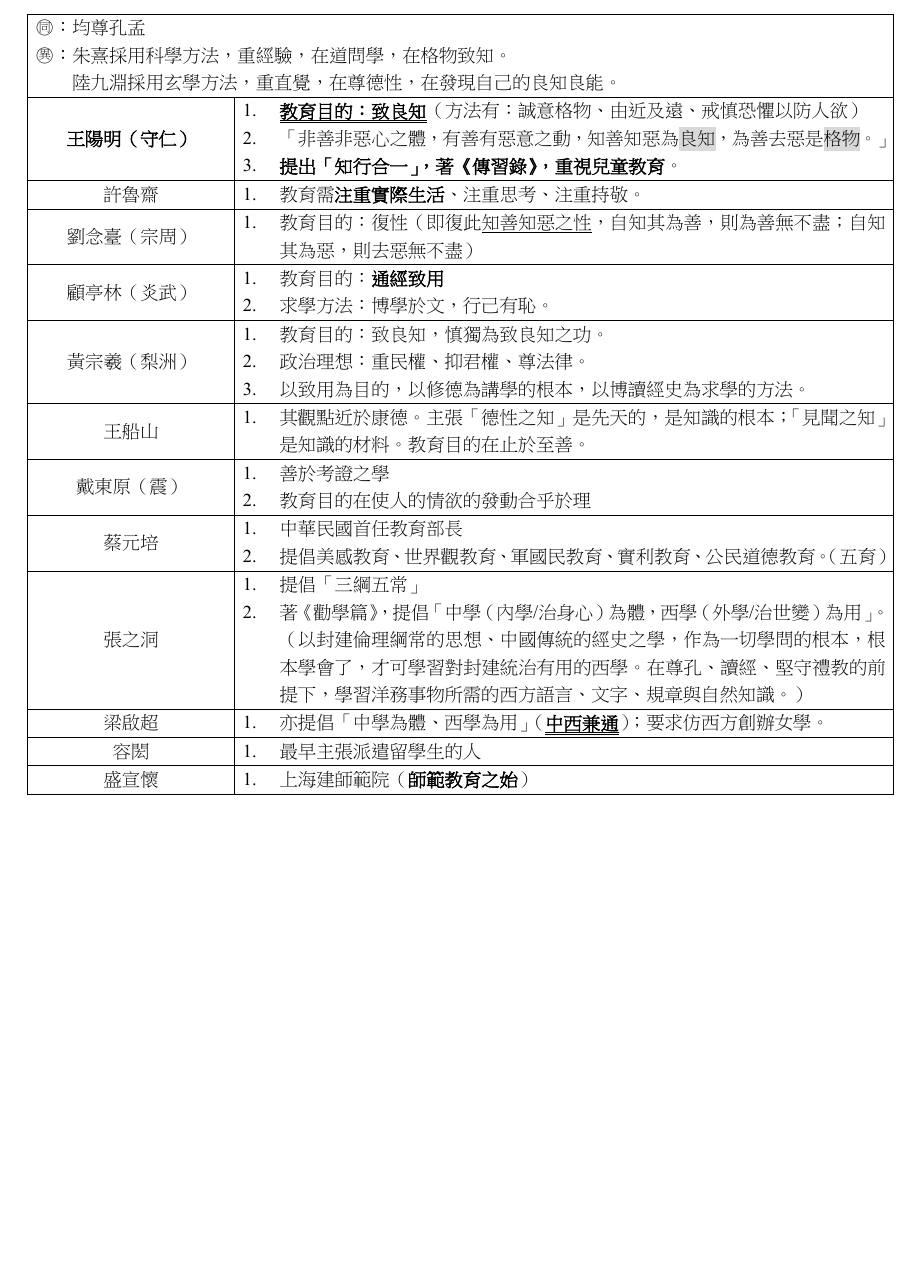 ㊂：均尊孔孟
㊅：朱熹採用科學方法，重經驗，在道問學，在格物致知。
陸九淵採用玄學方法，重直覺，在尊德性，在發現自己的良知良能。
王陽明（守仁）
1. 教育目的：致良知（方法有：誠意格物、由近及遠、戒慎恐懼以防人欲）
2. 「非善非惡心之體，有善有惡意之動，知善知惡為良知，為善去惡是格物。」
3. 提出「知行合一」，著《傳習錄》，重視兒童教育。
許魯齋
1. 教育需注重實際生活、注重思考、注重持敬。
劉念臺（宗周）
1. 教育目的：復性（即復此知善知惡之性，自知其為善，則為善無不盡；自知
其為惡，則去惡無不盡）
顧亭林（炎武）
1. 教育目的：通經致用
2. 求學方法：博學於文，行己有恥。
黃宗羲（梨洲）
1. 教育目的：致良知，慎獨為致良知之功。
2. 政治理想：重民權、抑君權、尊法律。
3. 以致用為目的，以修德為講學的根本，以博讀經史為求學的方法。
王船山
1. 其觀點近於康德。主張「德性之知」是先天的，是知識的根本；「見聞之知」
是知識的材料。教育目的在止於至善。
戴東原（震）
1. 善於考證之學
2. 教育目的在使人的情欲的發動合乎於理
蔡元培
1. 中華民國首任教育部長
2. 提倡美感教育、世界觀教育、軍國民教育、實利教育、公民道德教育。（五育）
張之洞
1. 提倡「三綱五常」
2. 著《勸學篇》，提倡「中學（內學/治身心）為體，西學（外學/治世變）為用」。
（以封建倫理綱常的思想、中國傳統的經史之學，作為一切學問的根本，根
本學會了，才可學習對封建統治有用的西學。在尊孔、讀經、堅守禮教的前
提下，學習洋務事物所需的西方語言、文字、規章與自然知識。）
梁啟超
1. 亦提倡「中學為體、西學為用」（中西兼通）；要求仿西方創辦女學。
容閎
1. 最早主張派遣留學生的人
盛宣懷
1. 上海建師範院（師範教育之始）